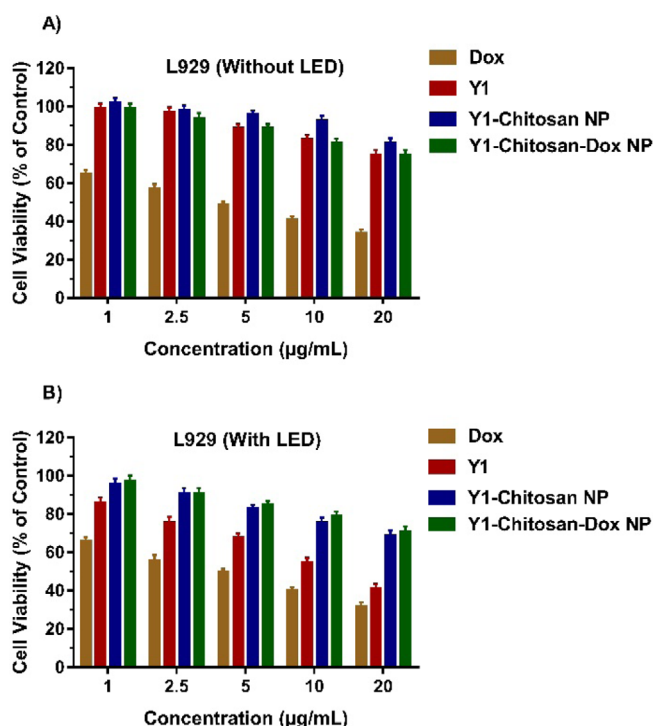 A)
L929 (Without LED)
Dox
Y1
Y1-Chitosan NP
Y1-Chitosan-Dox NP
Cell Viability (% of Control)
120
100
80
60
40
20
0
1 2.5 5 10 20
Concentration (μg/mL)
B)
L929 (With LED)
Dox
Y1
Y1-Chitosan NP
Y1-Chitosan-Dox NP
Cell Viability (% of Control)
120
100
80
60
40
20
0
1 2.5 5 10 20
Concentration (μg/mL)